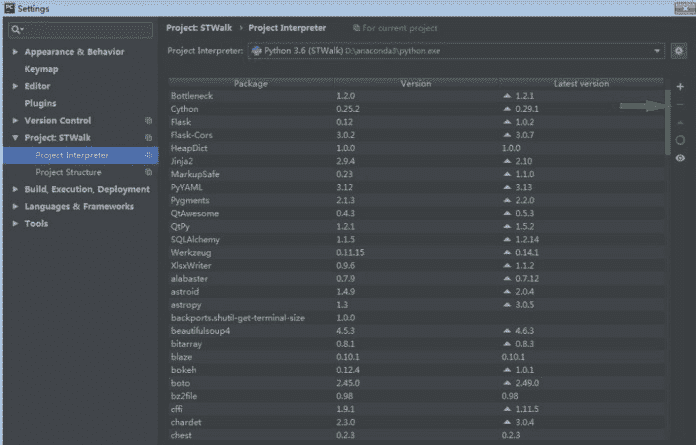 Settings
Appearance & Behavior
Keymap
Editor
Plugins
Version Control
Project: STWalk
Project Interpreter
Project Structure
Build, Execution, Deployment
Languages & Frameworks
Tools
Project: STWalk > Project Interpreter For current project
Project Interpreter: Python 3.6 (STWalk) D:\anaconda3\python.exe
Package Version Latest version
Bottleneck 1.2.0 1.2.1
Cython 0.25.2 0.29.1
Flask 0.12 1.0.2
Flask-Cors 3.0.2 3.0.7
HeapDict 1.0.0 1.0.0
Jinja2 2.9.4 2.10
MarkupSafe 0.23 1.1.0
PyYAML 3.12 3.13
Pygments 2.1.3 2.2.0
QtAwesome 0.4.3 0.5.3
QtPy 1.2.1 1.5.2
SQLAlchemy 1.1.5 1.2.14
Werkzeug 0.11.15 0.14.1
XlsxWriter 0.9.6 1.1.2
alabaster 0.7.9 0.7.12
astroid 1.4.9 2.0.4
astropy 1.3 3.0.5
backports.shutil-get-terminal-size 1.0.0
beautifulsoup4 4.5.3 4.6.3
bitarray 0.8.1 0.8.3
blaze 0.10.1 0.10.1
bokeh 0.12.4 1.0.1
boto 2.45.0 2.49.0
bz2file 0.98 0.98
cffi 1.9.1 1.11.5
chardet 2.3.0 3.0.4
chest 0.2.3 0.2.3